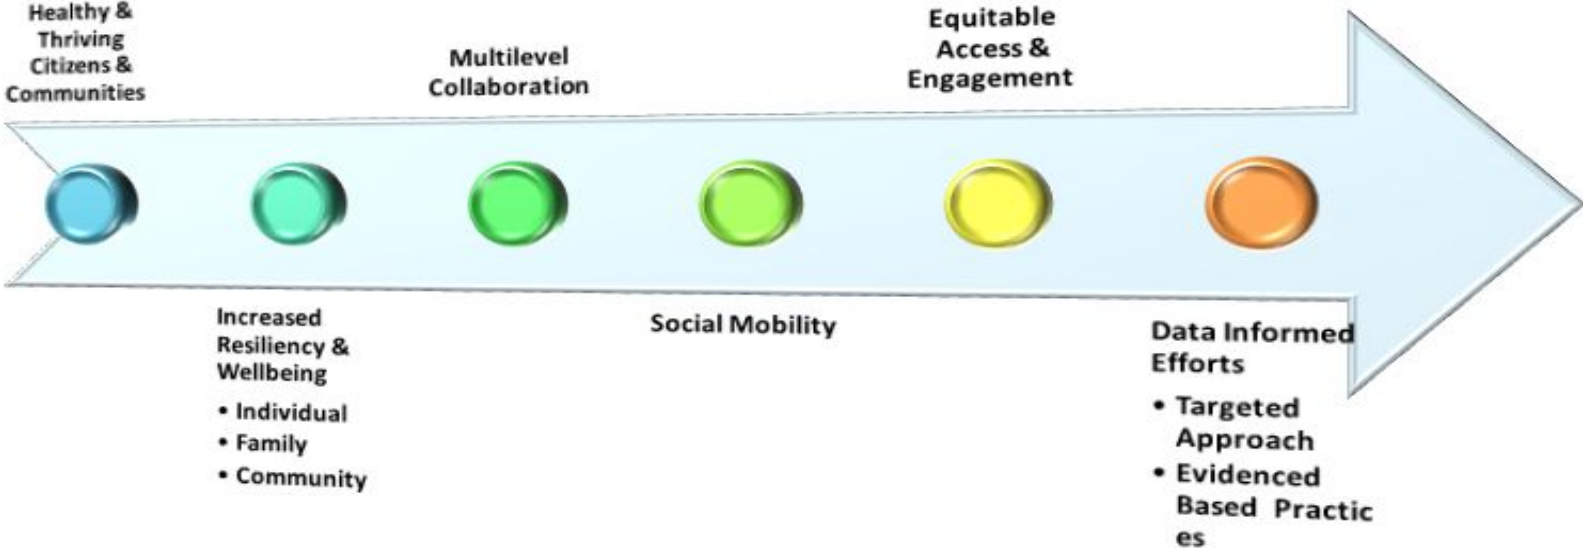 Healthy &
Thriving
Citizens &
Communities
Increased
Resiliency &
Wellbeing
• Individual
• Family
• Community
Multilevel
Collaboration
Social Mobility
Equitable
Access &
Engagement
Data Informed
Efforts
• Targeted
Approach
• Evidenced
Based Practic
es